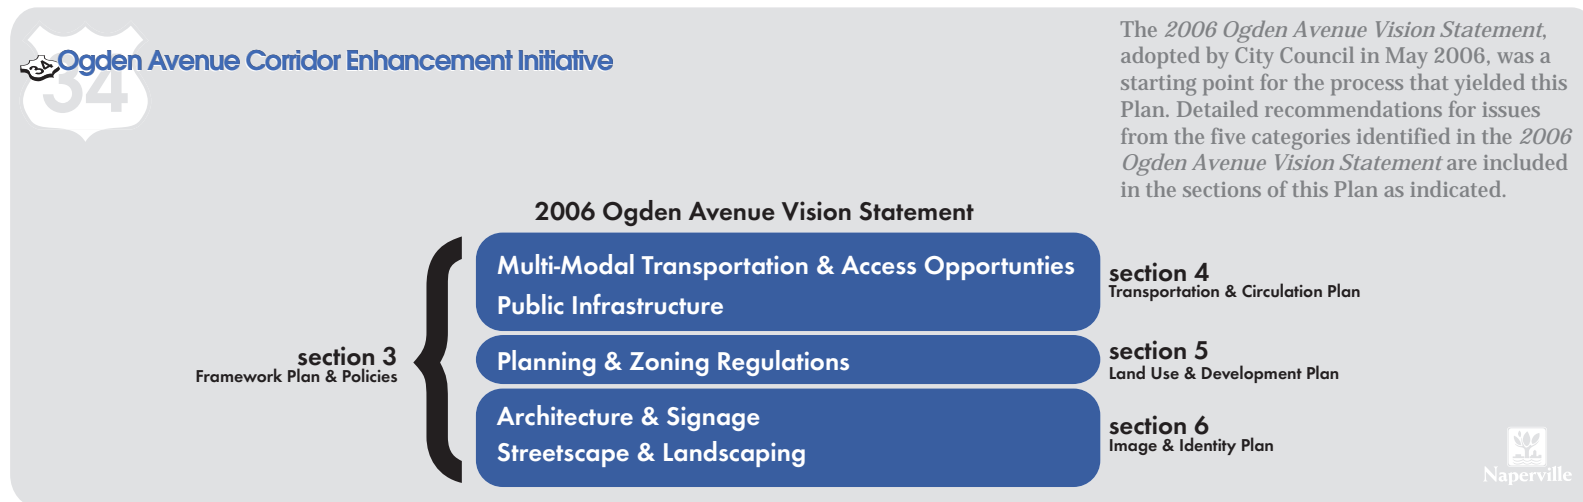 Ogden Avenue Corridor Enhancement Initiative
34
34
The 2006 Ogden Avenue Vision Statement,
adopted by City Council in May 2006, was a
starting point for the process that yielded this
Plan. Detailed recommendations for issues
from the five categories identified in the 2006
Ogden Avenue Vision Statement are included
in the sections of this Plan as indicated.
2006 Ogden Avenue Vision Statement
Multi-Modal Transportation & Access Opportunties
Public Infrastructure
section 4
Transportation & Circulation Plan
section 3
Framework Plan & Policies
Planning & Zoning Regulations
section 5
Land Use & Development Plan
Architecture & Signage
Streetscape & Landscaping
section 6
Image & Identity Plan
Naperville